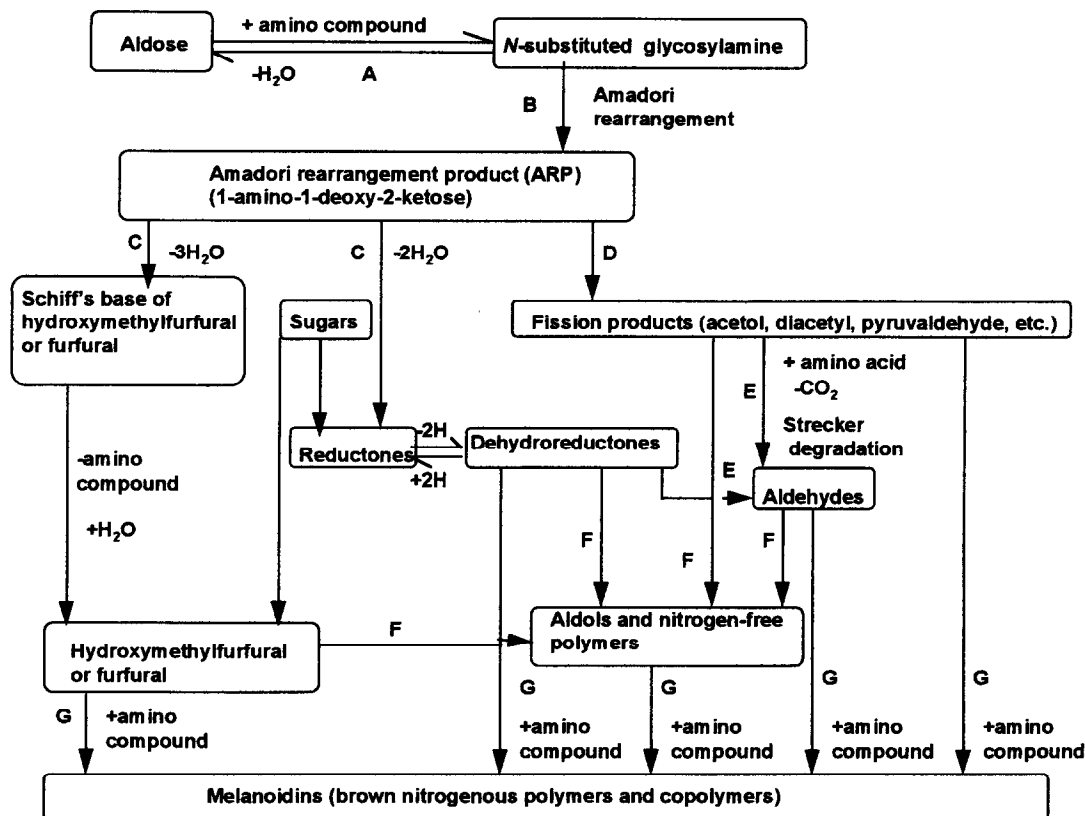 + amino compound
Aldose
N-substituted glycosylamine
-H₂O
A
B
Amadori
rearrangement
Amadori rearrangement product (ARP)
(1-amino-1-deoxy-2-ketose)
C
-3H₂O
C
-2H₂O
D
Schiff's base of
hydroxymethylfurfural
or furfural
Sugars
Fission products (acetol, diacetyl, pyruvaldehyde, etc.)
+ amino acid
E
-CO₂
Strecker
degradation
-2H
Reductones
+2H
Dehydroreductones
E
Aldehydes
-amino
compound
+H₂O
F
F
F
Aldols and nitrogen-free
polymers
F
Hydroxymethylfurfural
or furfural
G
+amino
compound
G
+amino
compound
G
+amino
compound
G
+amino
compound
G
+amino
compound
Melanoidins (brown nitrogenous polymers and copolymers)